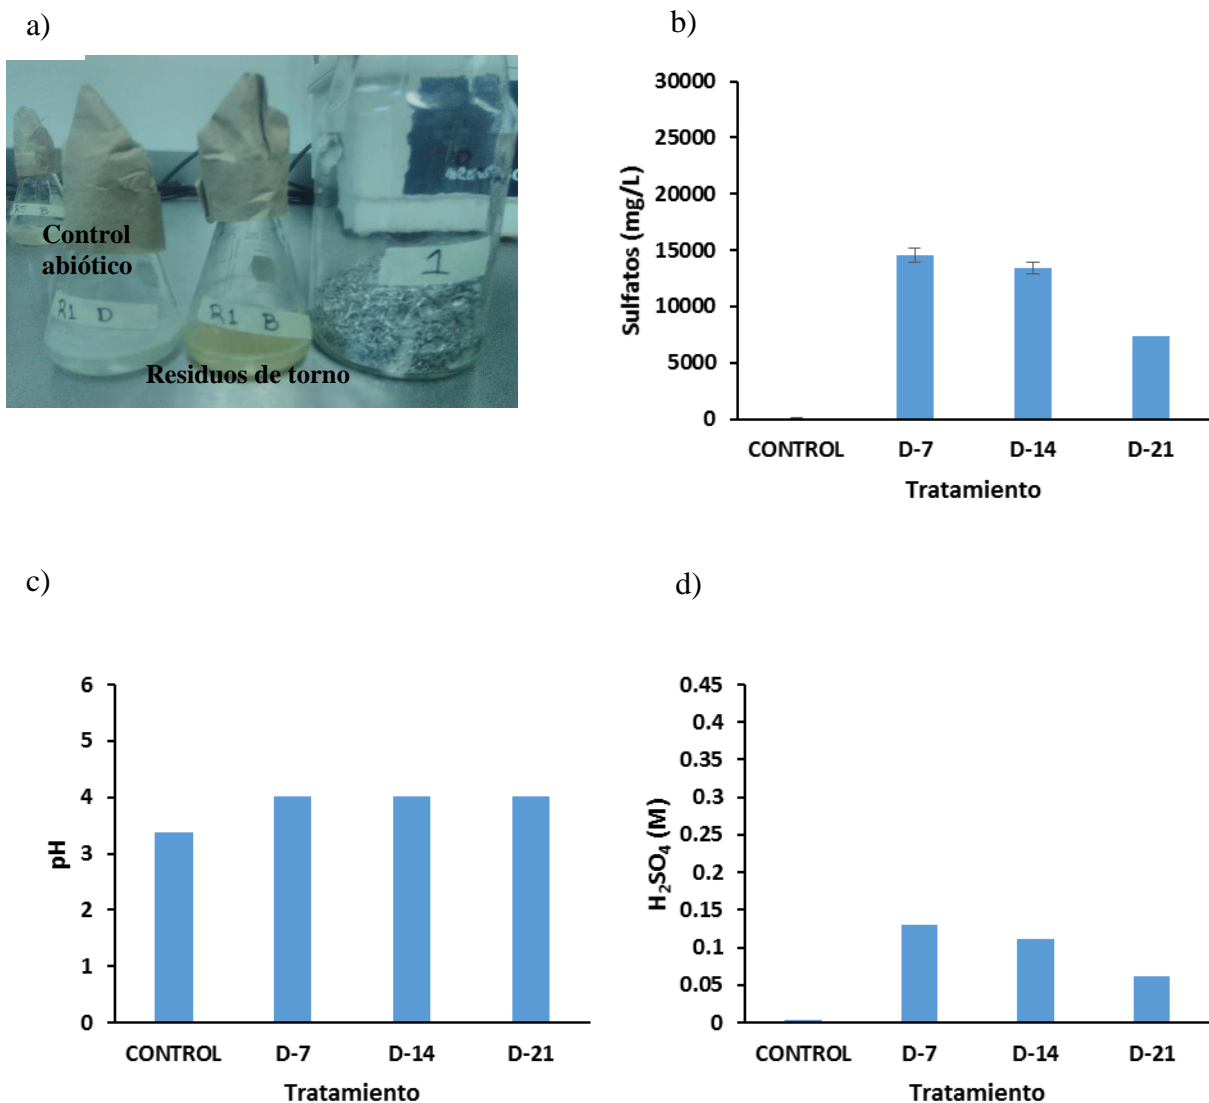 a)
Control
abiótico
R5 B
R1 D
R1 B
1
Residuos de torno
b)
30000
25000
20000
15000
10000
5000
0
Sulfatos (mg/L)
CONTROL D-7 D-14 D-21
Tratamiento
c)
6
5
4
3
2
1
0
pH
CONTROL D-7 D-14 D-21
Tratamiento
d)
0.45
0.4
0.35
0.3
0.25
0.2
0.15
0.1
0.05
0
H₂SO₄ (M)
CONTROL D-7 D-14 D-21
Tratamiento